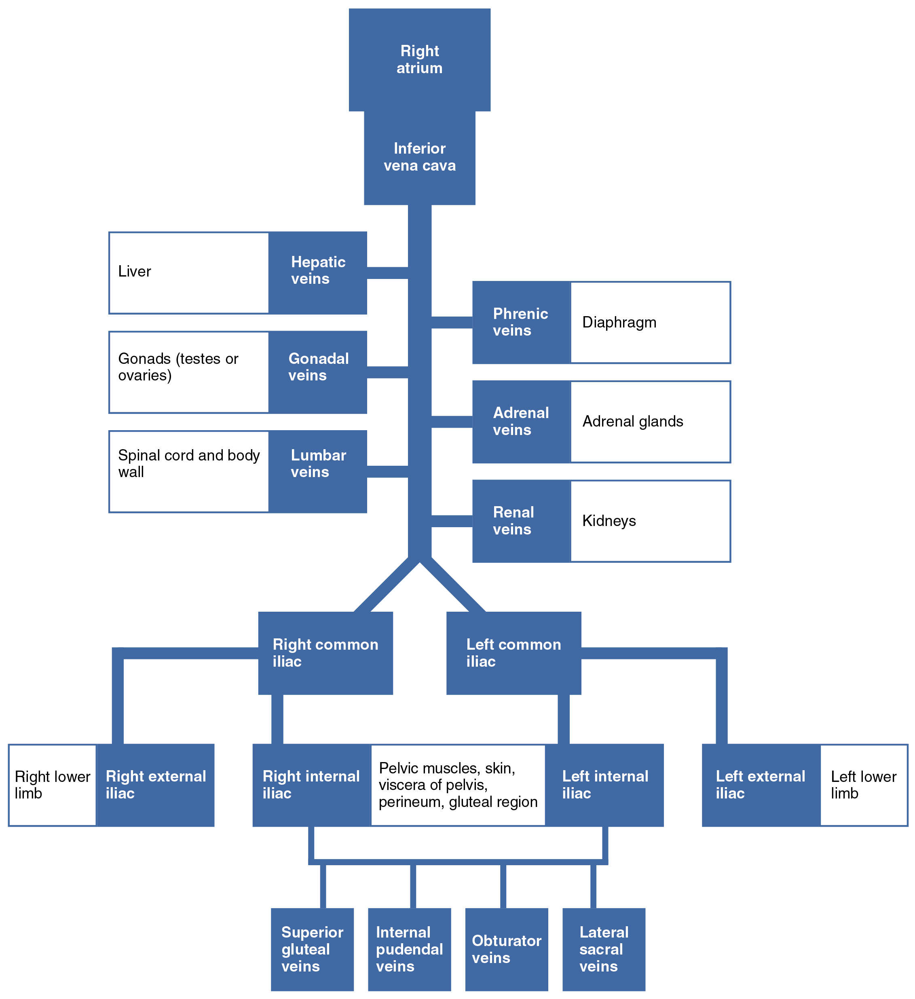 Right
atrium
Inferior
vena cava
Liver
Hepatic
veins
Phrenic
veins
Diaphragm
Gonads (testes or
ovaries)
Gonadal
veins
Adrenal
veins
Adrenal glands
Spinal cord and body
wall
Lumbar
veins
Renal
veins
Kidneys
Right common
iliac
Left common
iliac
Right lower
limb
Right external
iliac
Right internal
iliac
Pelvic muscles, skin,
viscera of pelvis,
perineum, gluteal region
Left internal
iliac
Left external
iliac
Left lower
limb
Superior
gluteal
veins
Internal
pudendal
veins
Obturator
veins
Lateral
sacral
veins